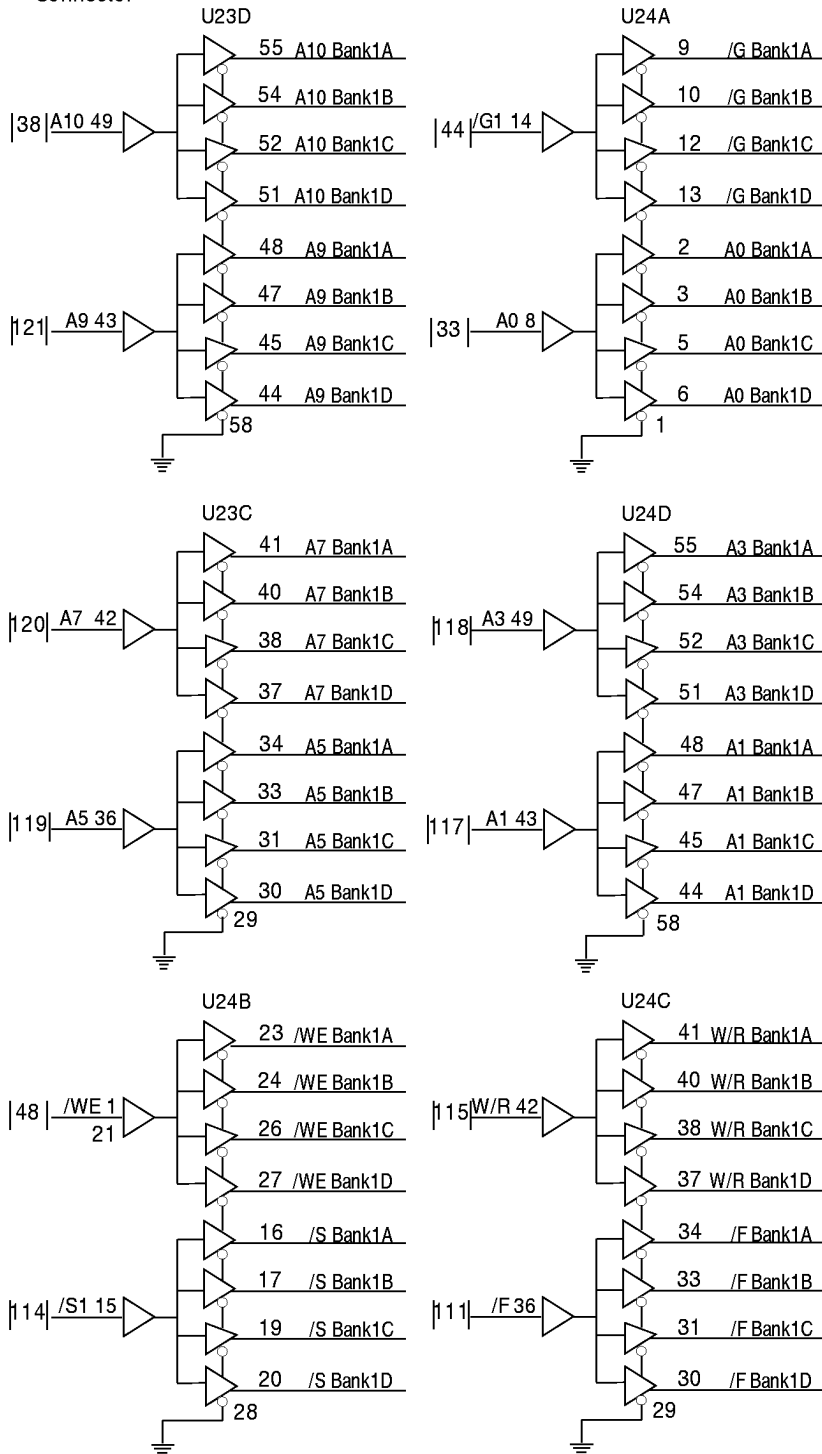 U23D
55 A10 Bank1A
54 A10 Bank1B
|38| A10 49
52 A10 Bank1C
51 A10 Bank1D
48 A9 Bank1A
47 A9 Bank1B
|121| A9 43
45 A9 Bank1C
44 A9 Bank1D
58
U24A
9 /G Bank1A
10 /G Bank1B
|44| /G1 14
12 /G Bank1C
13 /G Bank1D
2 A0 Bank1A
3 A0 Bank1B
|33| A0 8
5 A0 Bank1C
6 A0 Bank1D
1
U23C
41 A7 Bank1A
40 A7 Bank1B
|120| A7 42
38 A7 Bank1C
37 A7 Bank1D
34 A5 Bank1A
33 A5 Bank1B
|119| A5 36
31 A5 Bank1C
30 A5 Bank1D
29
U24D
55 A3 Bank1A
54 A3 Bank1B
|118| A3 49
52 A3 Bank1C
51 A3 Bank1D
48 A1 Bank1A
47 A1 Bank1B
|117| A1 43
45 A1 Bank1C
44 A1 Bank1D
58
U24B
23 /WE Bank1A
24 /WE Bank1B
|48| /WE 1
21
26 /WE Bank1C
27 /WE Bank1D
16 /S Bank1A
17 /S Bank1B
|114| /S1 15
19 /S Bank1C
20 /S Bank1D
28
U24C
41 W/R Bank1A
40 W/R Bank1B
|115| W/R 42
38 W/R Bank1C
37 W/R Bank1D
34 /F Bank1A
33 /F Bank1B
|111| /F 36
31 /F Bank1C
30 /F Bank1D
29